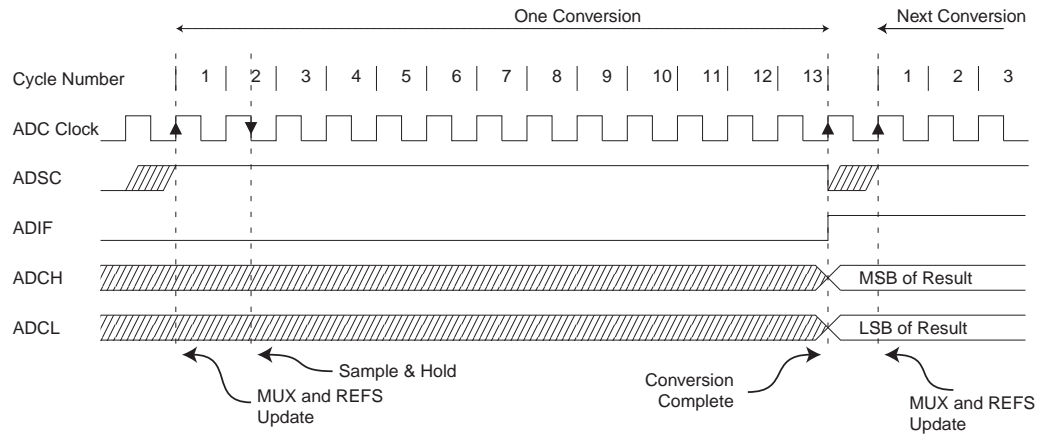 One Conversion
Next Conversion
Cycle Number 1 2 3 4 5 6 7 8 9 10 11 12 13 1 2 3
ADC Clock
ADSC
ADIF
ADCH MSB of Result
ADCL LSB of Result
Sample & Hold
MUX and REFS
Update
Conversion
Complete
MUX and REFS
Update